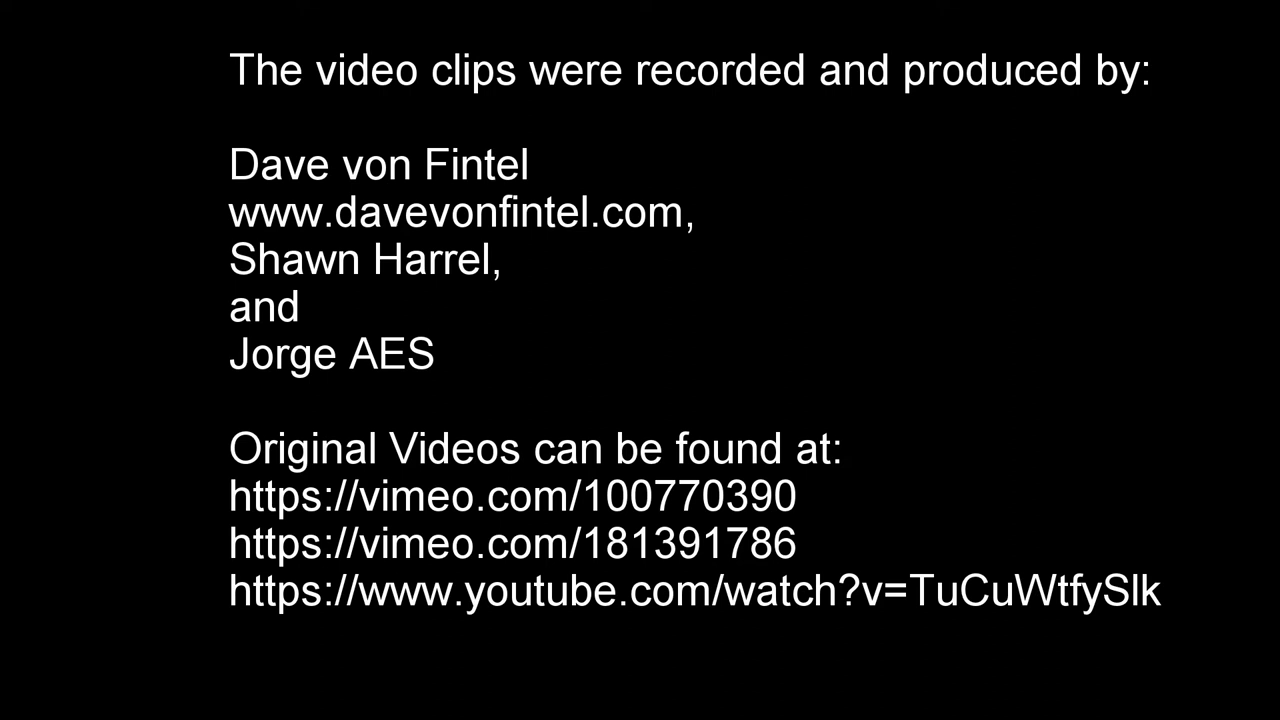 The video clips were recorded and produced by:
Dave von Fintel
www.davevonfintel.com,
Shawn Harrel,
and
Jorge AES
Original Videos can be found at:
https://vimeo.com/100770390
https://vimeo.com/181391786
https://www.youtube.com/watch?v=TuCuWtfySlk